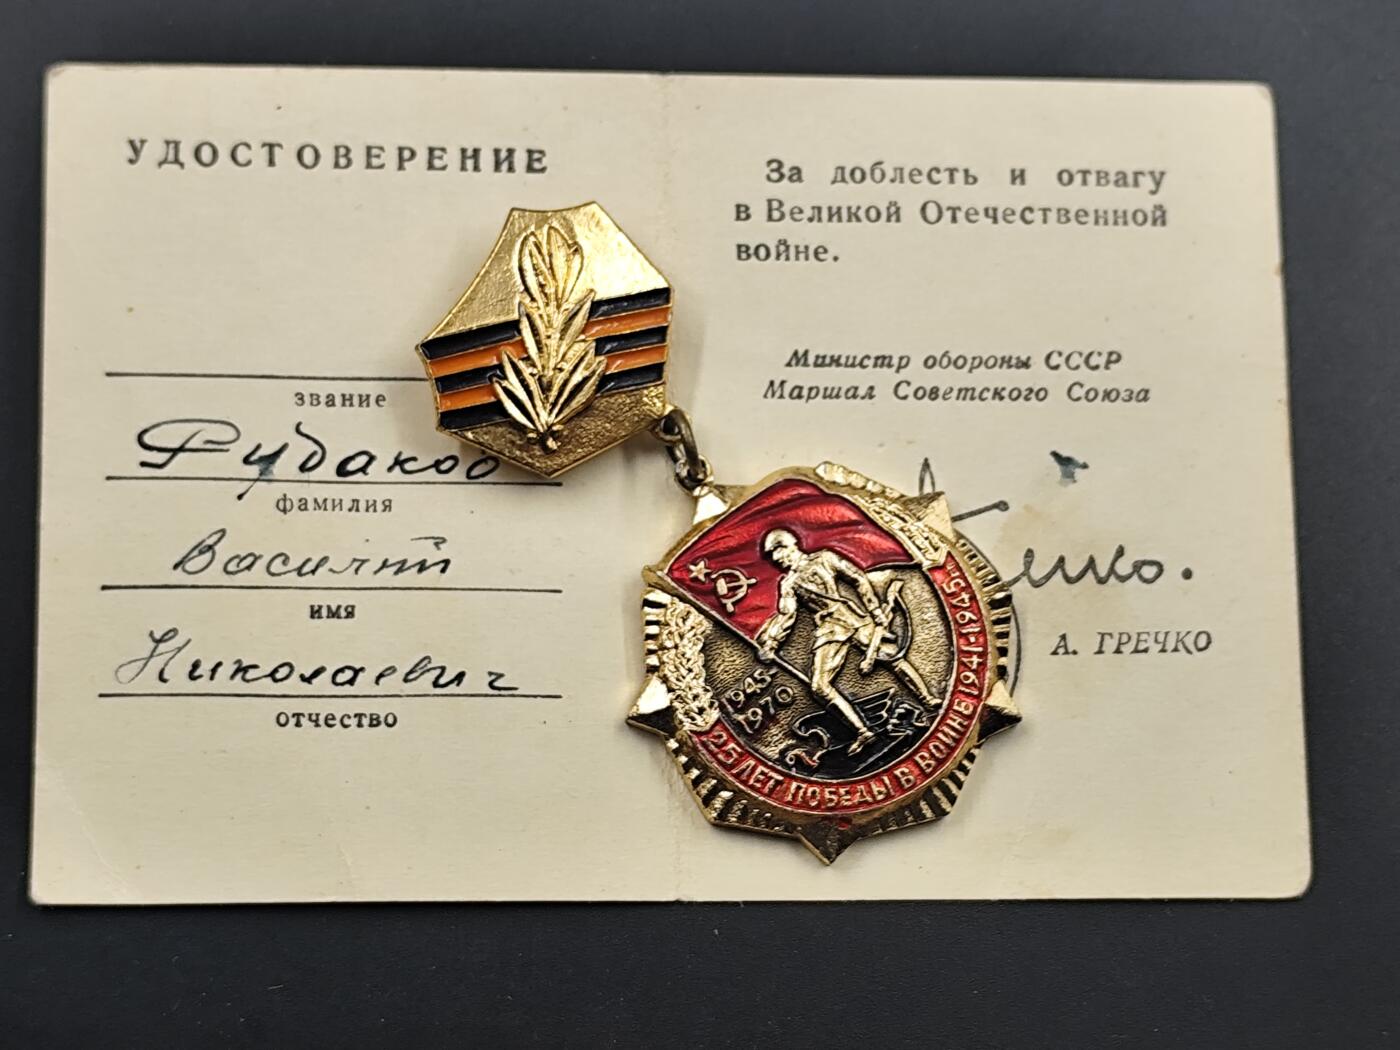 УДОСТОВЕРЕНИЕ
звание
Рудаков
фамилия
Василий
имя
Николаевич
отчество
За доблесть и отвагу
в Великой Отечественной
войне.
Министр обороны СССР
Маршал Советского Союза
А. ГРЕЧКО
1945-
1970
25 ЛЕТ ПОБЕДЫ В ВОЙНЕ 1941-1945г